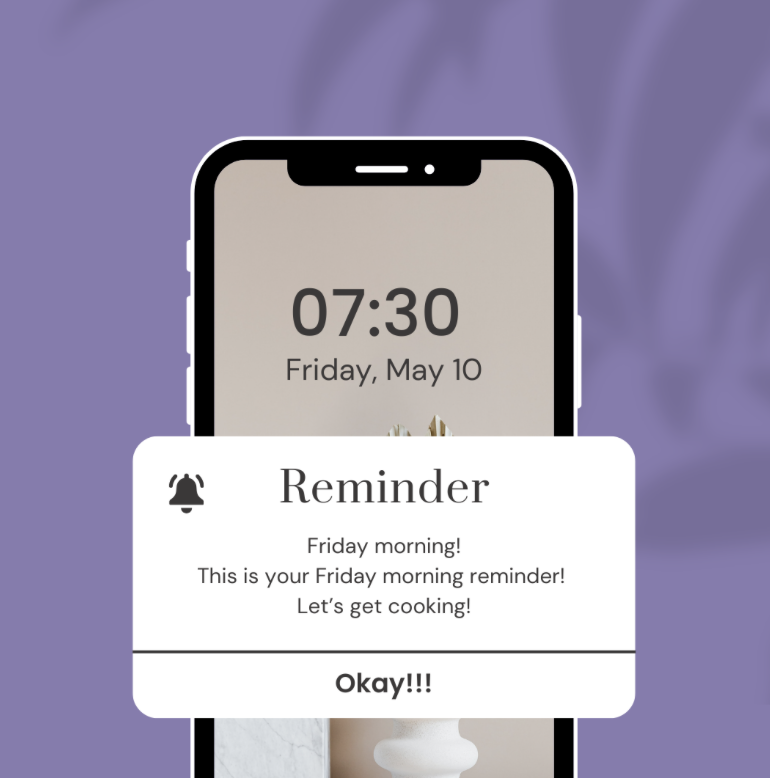 07:30
Friday, May 10
Reminder
Friday morning!
This is your Friday morning reminder!
Let’s get cooking!
Okay!!!